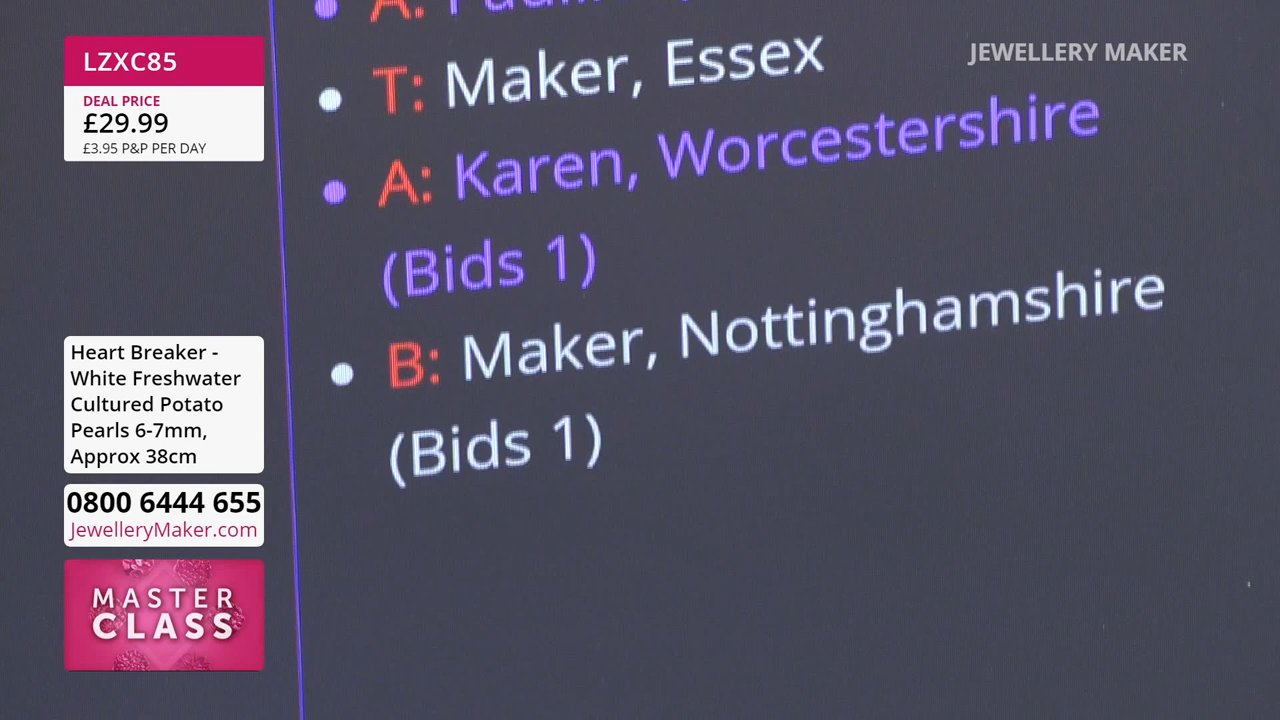 LZXC85
DEAL PRICE
£29.99
£3.95 P&P PER DAY
JEWELLERY MAKER
A:
T: Maker, Essex
A: Karen, Worcestershire
(Bids 1)
B: Maker, Nottinghamshire
(Bids 1)
Heart Breaker -
White Freshwater
Cultured Potato
Pearls 6-7mm,
Approx 38cm
0800 6444 655
JewelleryMaker.com
MASTER
CLASS